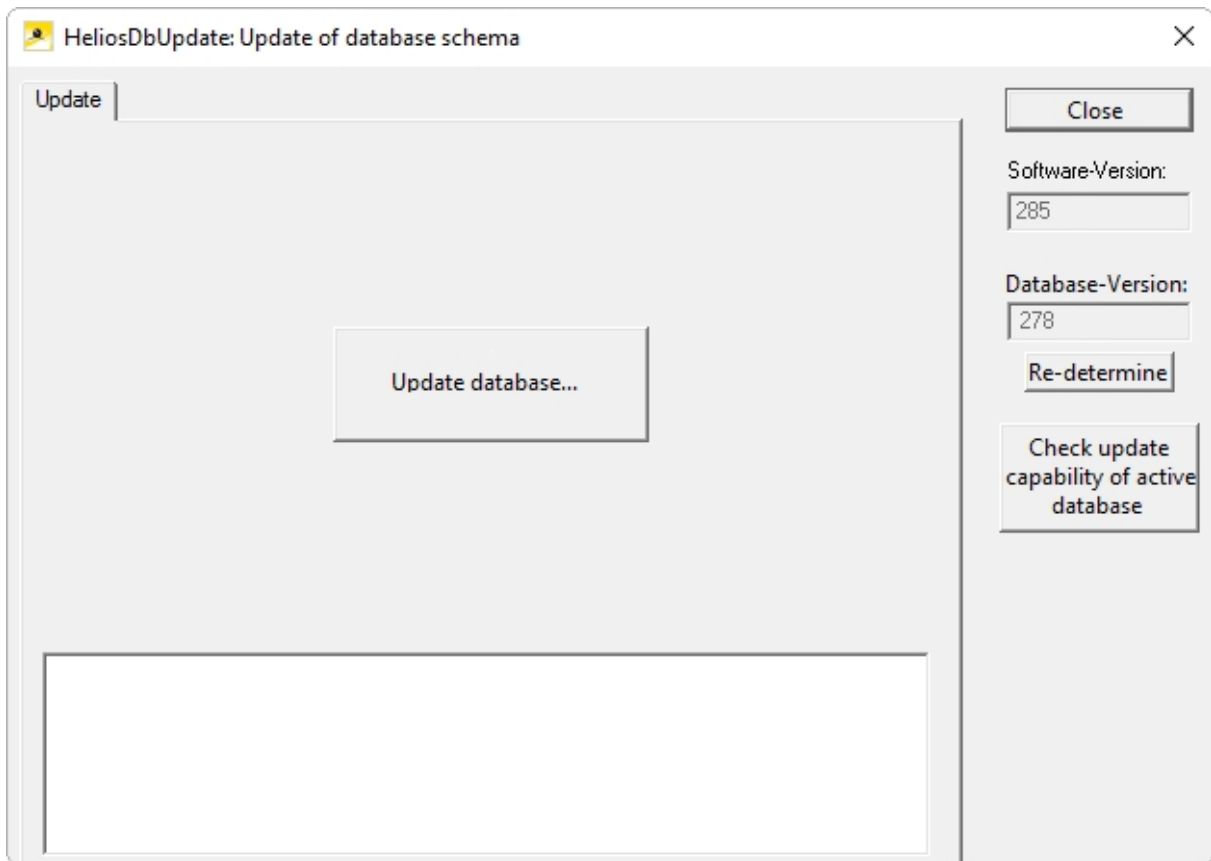 HeliosDbUpdate: Update of database schema
Update
Close
Software-Version:
285
Database-Version:
278
Re-determine
Update database...
Check update
capability of active
database